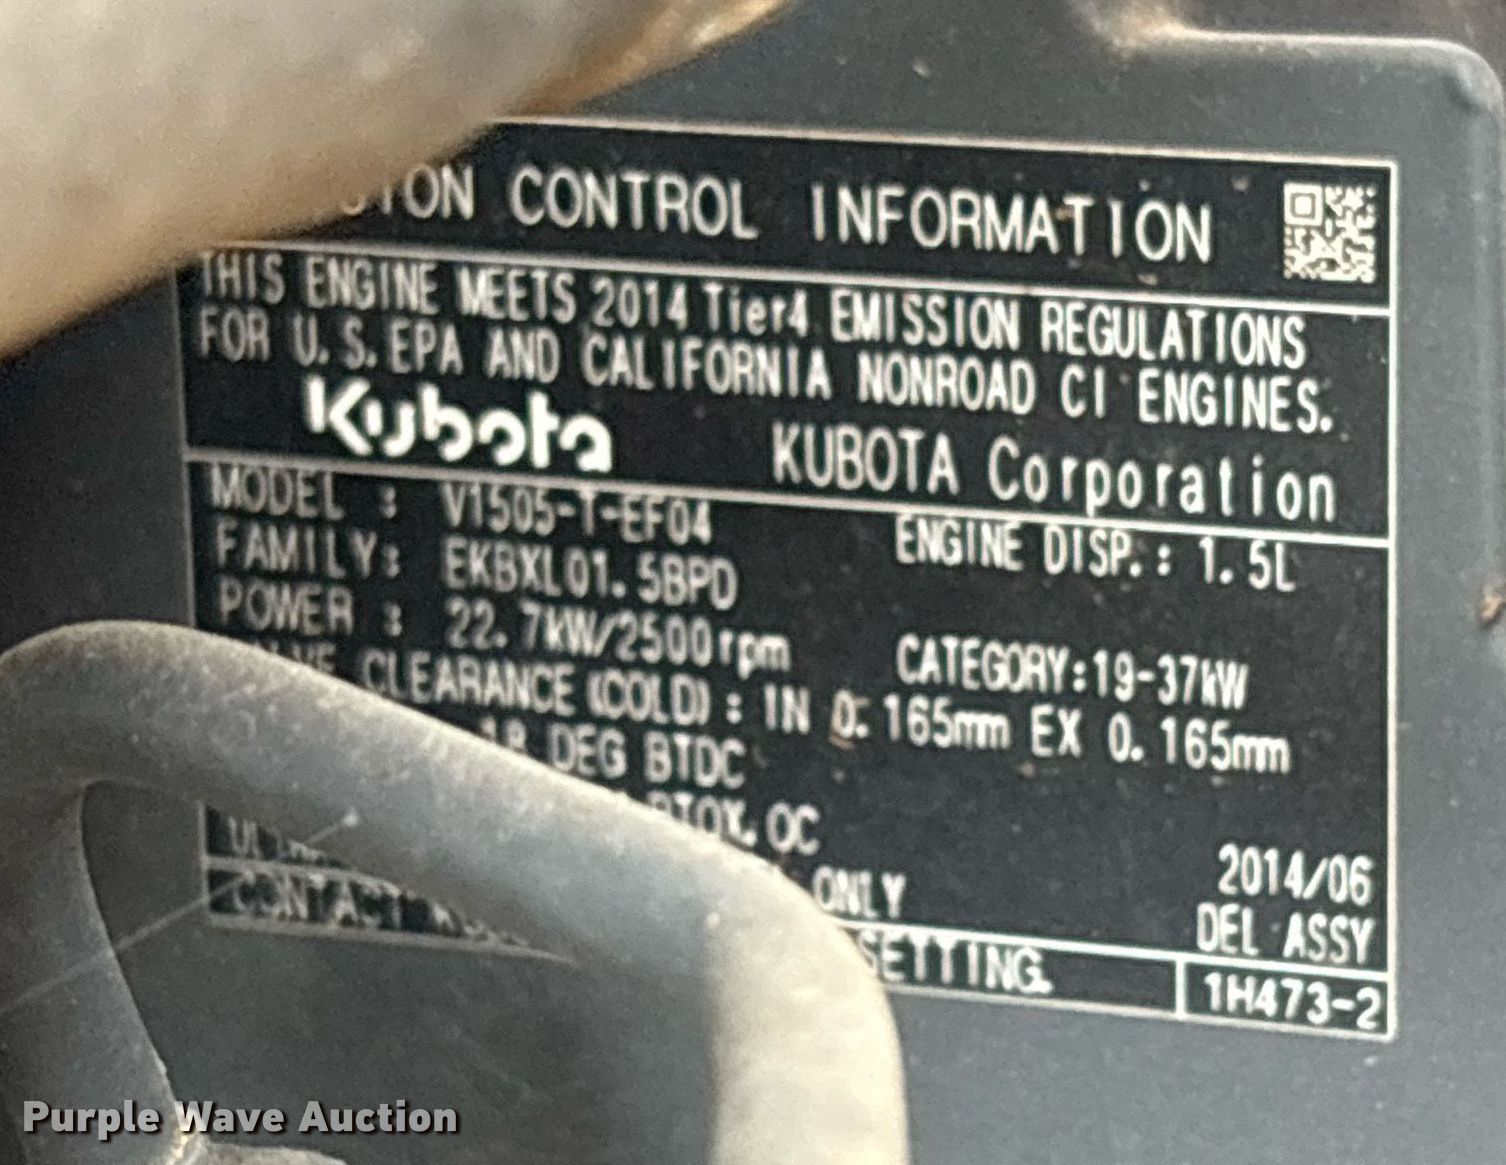 CONTROL INFORMATION
THIS ENGINE MEETS 2014 Tier4 EMISSION REGULATIONS
FOR U.S.EPA AND CALIFORNIA NONROAD CI ENGINES.
Kubota KUBOTA Corporation
MODEL : V1505-T-EF04 ENGINE DISP.: 1.5L
FAMILY: EKBXL01.5BPD
POWER : 22.7kW/2500rpm CATEGORY:19-37kW
CLEARANCE (COLD) : IN 0.165mm EX 0.165mm
18 DEG BTDC
OC
ONLY 2014/06
DEL ASSY
CONTACT SETTING. 1H473-2
Purple Wave Auction